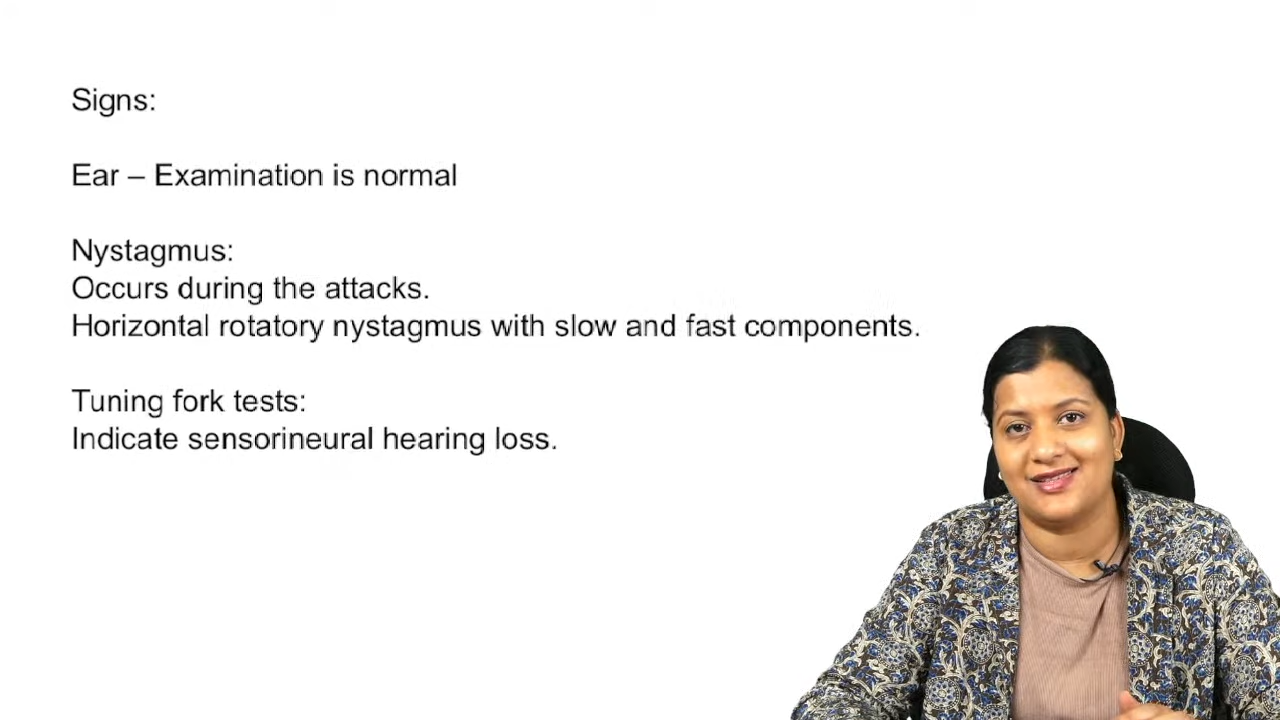 Signs:
Ear – Examination is normal
Nystagmus:
Occurs during the attacks.
Horizontal rotatory nystagmus with slow and fast components.
Tuning fork tests:
Indicate sensorineural hearing loss.